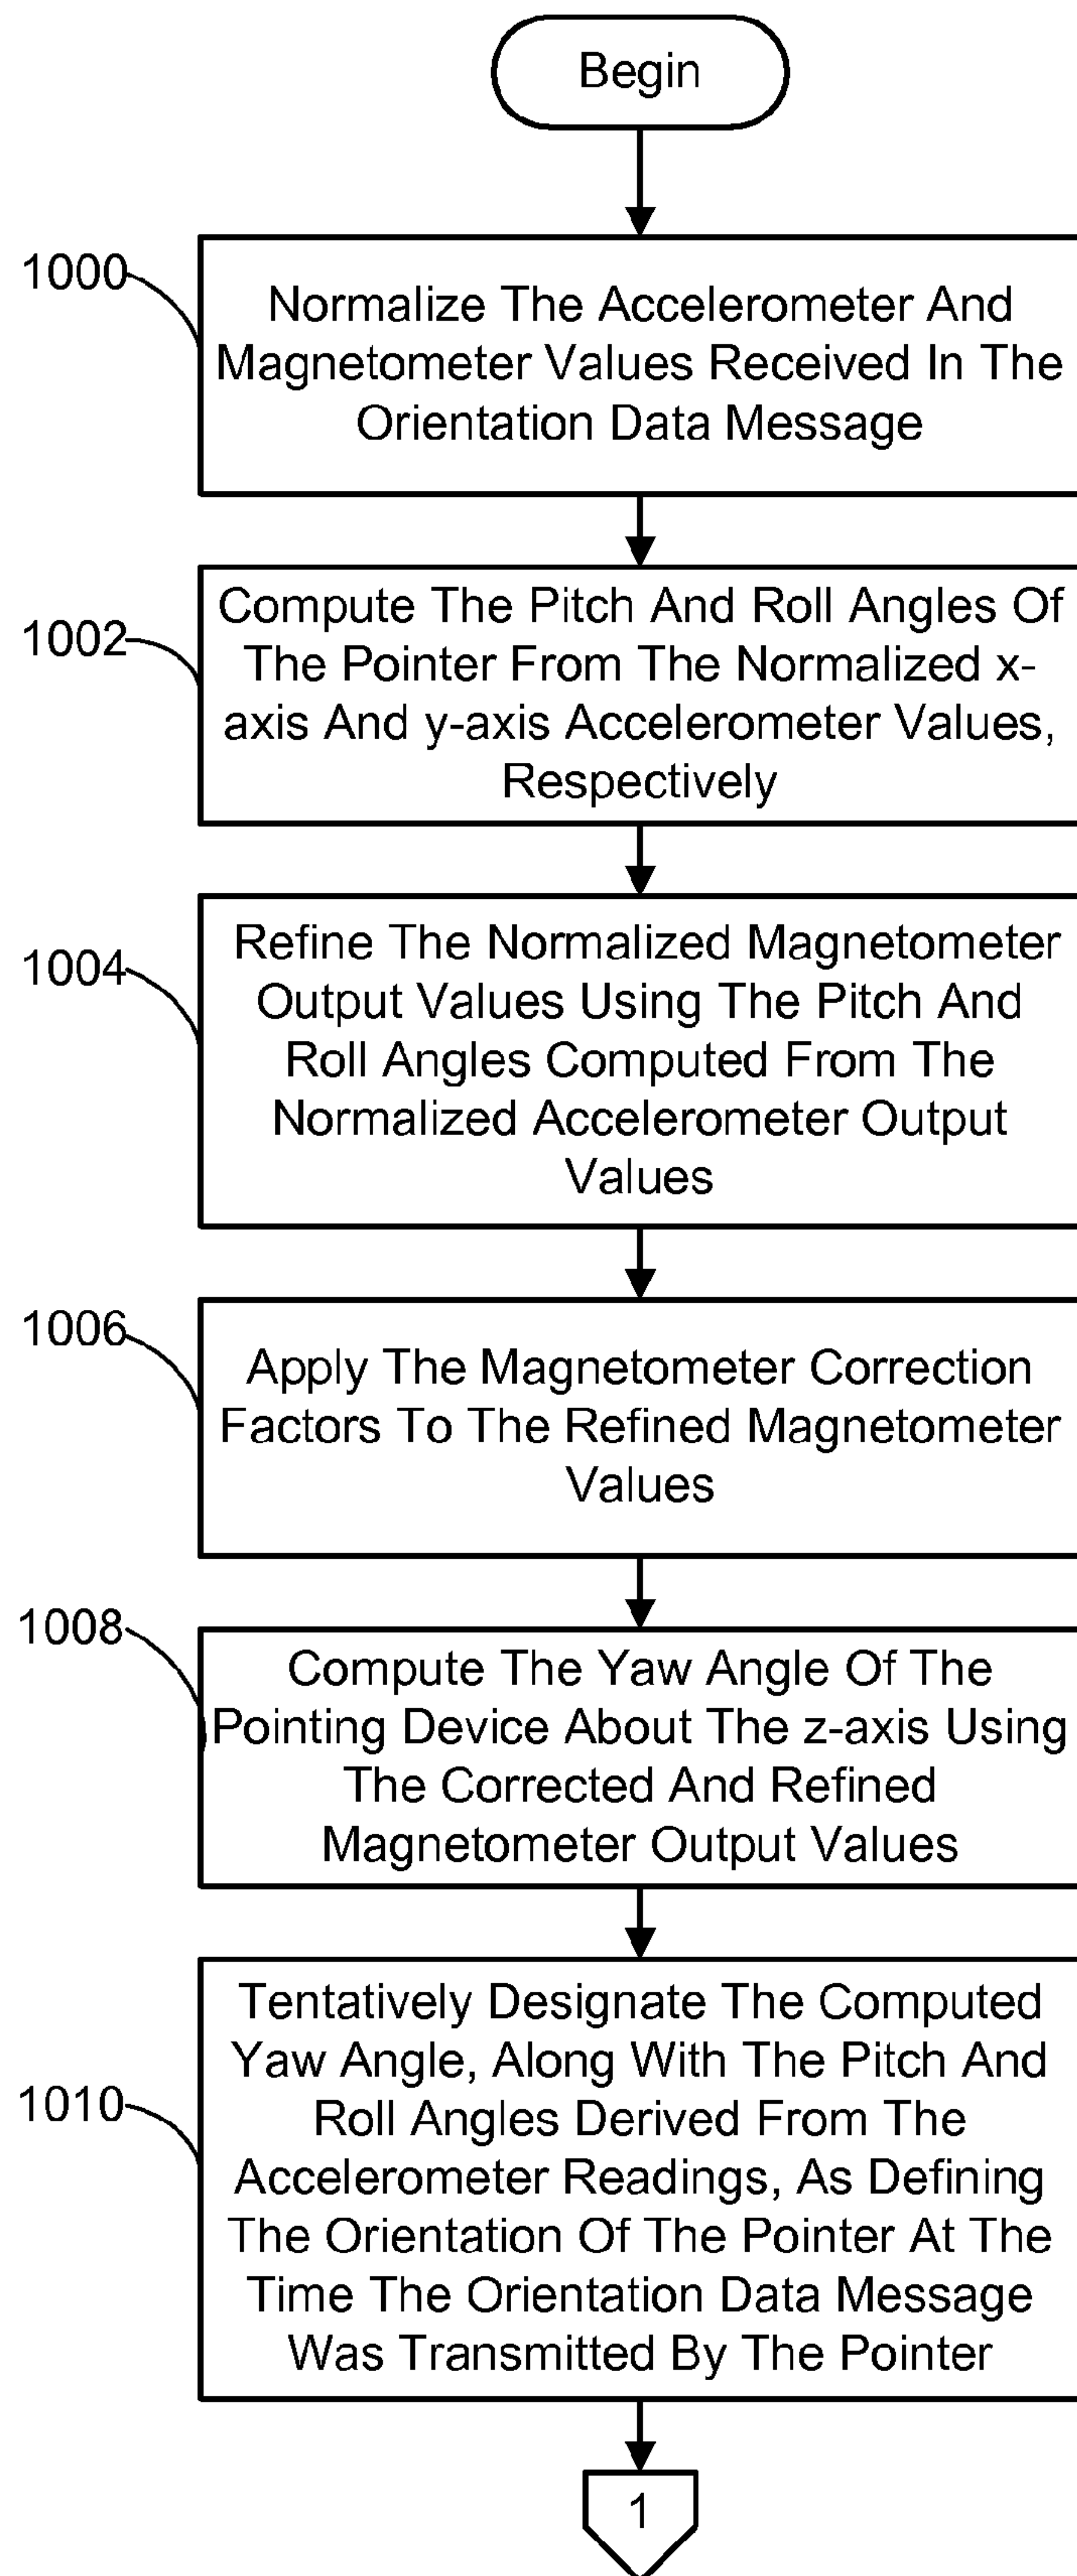 Begin
1000
Normalize The Accelerometer And
Magnetometer Values Received In The
Orientation Data Message
1002
Compute The Pitch And Roll Angles Of
The Pointer From The Normalized x-
axis And y-axis Accelerometer Values,
Respectively
1004
Refine The Normalized Magnetometer
Output Values Using The Pitch And
Roll Angles Computed From The
Normalized Accelerometer Output
Values
1006
Apply The Magnetometer Correction
Factors To The Refined Magnetometer
Values
1008
Compute The Yaw Angle Of The
Pointing Device About The z-axis Using
The Corrected And Refined
Magnetometer Output Values
1010
Tentatively Designate The Computed
Yaw Angle, Along With The Pitch And
Roll Angles Derived From The
Accelerometer Readings, As Defining
The Orientation Of The Pointer At The
Time The Orientation Data Message
Was Transmitted By The Pointer
1